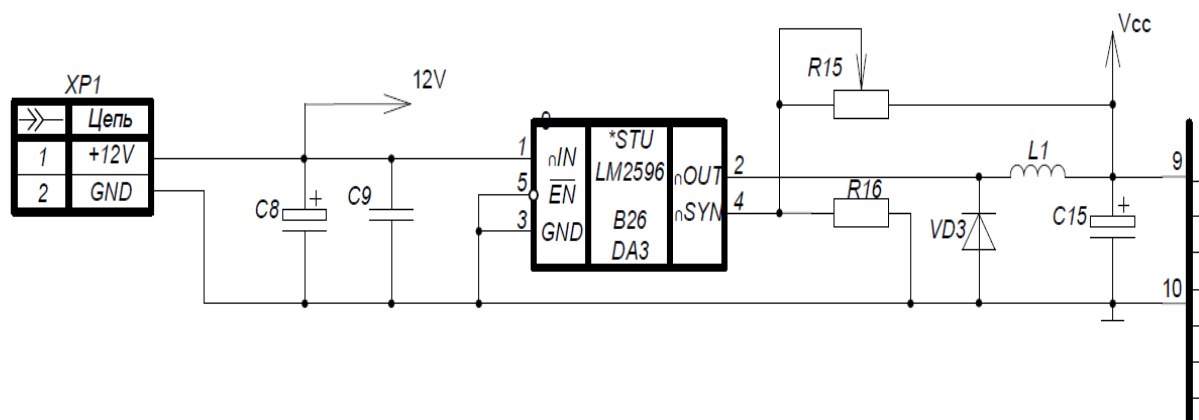 XP1
Цепь
1 +12V
2 GND
12V
C8
+
C9
1
5
3
∩IN
EN
GND
*STU
LM2596
B26
DA3
∩OUT
∩SYN
2
4
R15
R16
VD3
L1
Vcc
C15
+
9
10